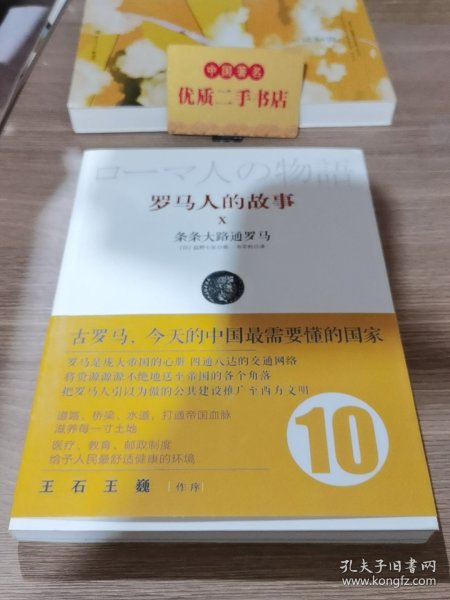 中国著名
优质二手书店
ローマ人の物語
罗马人的故事
X
条条大路通罗马
古罗马，今天的中国最需要懂的国家
罗马是庞大帝国的心脏 四通八达的交通网络
将资源源源不绝地送至帝国的各个角落
把罗马人引以为傲的公共建设推广至西方文明
道路、桥梁、水道，打通帝国血脉
滋养每一寸土地
医疗、教育、邮政制度
给予人民最舒适健康的环境
10
王石 王巍 作序
孔夫子旧书网
www.kongfz.com